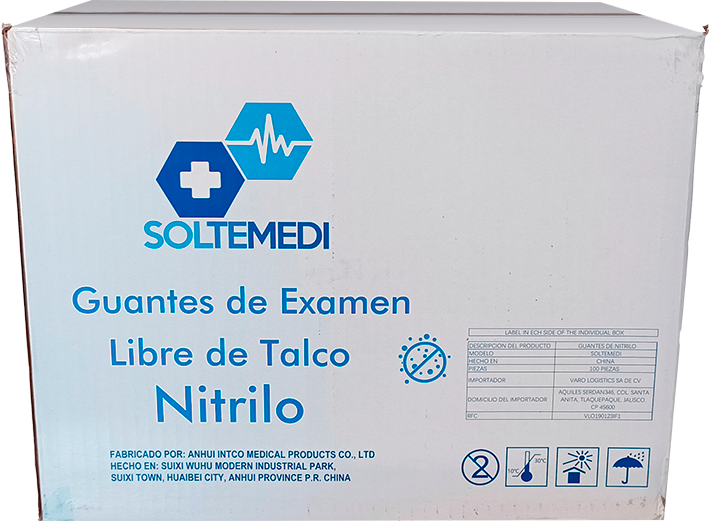 SOLTEMEDI
Guantes de Examen
Libre de Talco
Nitrilo
FABRICADO POR: ANHUI INTCO MEDICAL PRODUCTS CO., LTD
HECHO EN: SUIXI WUHU MODERN INDUSTRIAL PARK,
SUIXI TOWN, HUAIBEI CITY, ANHUI PROVINCE P.R. CHINA
LABEL IN ECH SIDE OF THE INDIVIDUAL BOX
DESCRIPCION DEL PRODUCTO GUANTES DE NITRILO
MODELO SOLTEMEDI
HECHO EN CHINA
PIEZAS 100 PIEZAS
IMPORTADOR VARO LOGISTICS SA DE CV
DOMICILIO DEL IMPORTADOR AQUILES SERDAN346, COL. SANTA
ANITA, TLAQUEPAQUE, JALISCO.
CP 45600
RFC VLO190123IF1
2
10°C 30°C